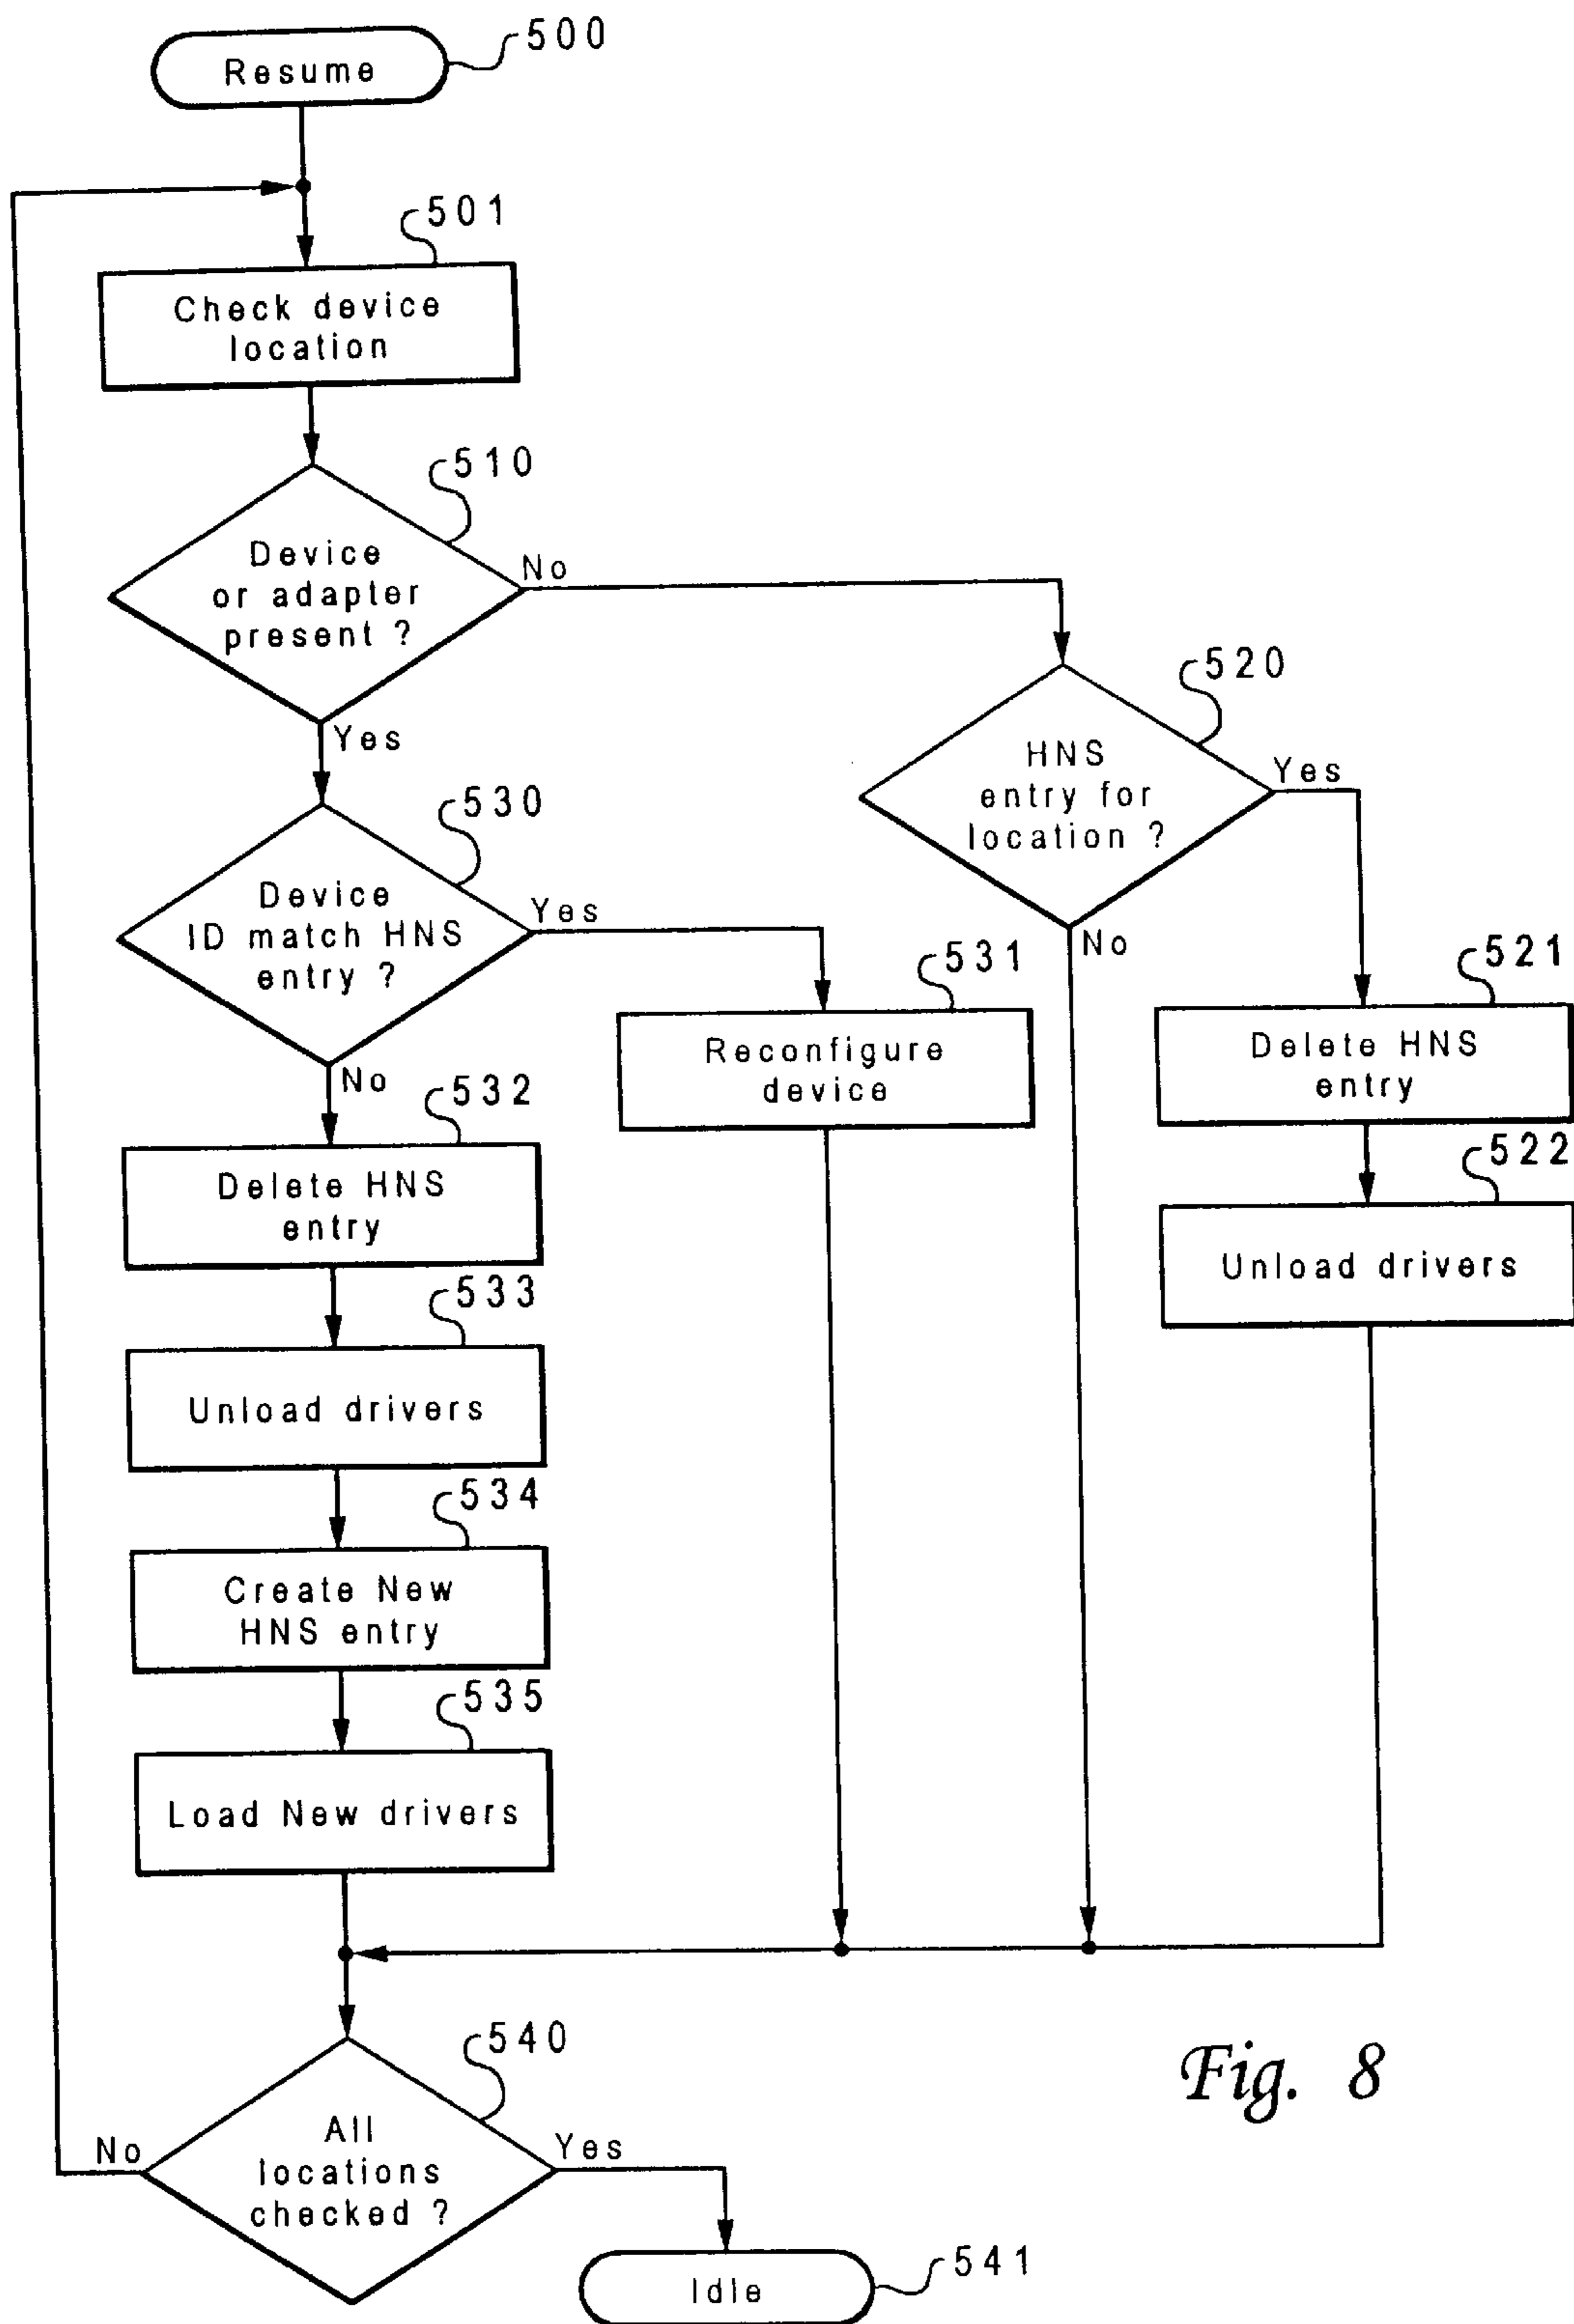 Resume
500
501
Check device
location
510
Device
or adapter
present ?
No
Yes
520
HNS
entry for
location ?
Yes
No
530
Device
ID match HNS
entry ?
Yes
No
531
Reconfigure
device
521
Delete HNS
entry
522
Unload drivers
532
Delete HNS
entry
533
Unload drivers
534
Create New
HNS entry
535
Load New drivers
540
All
locations
checked ?
No
Yes
Idle
541
Fig. 8